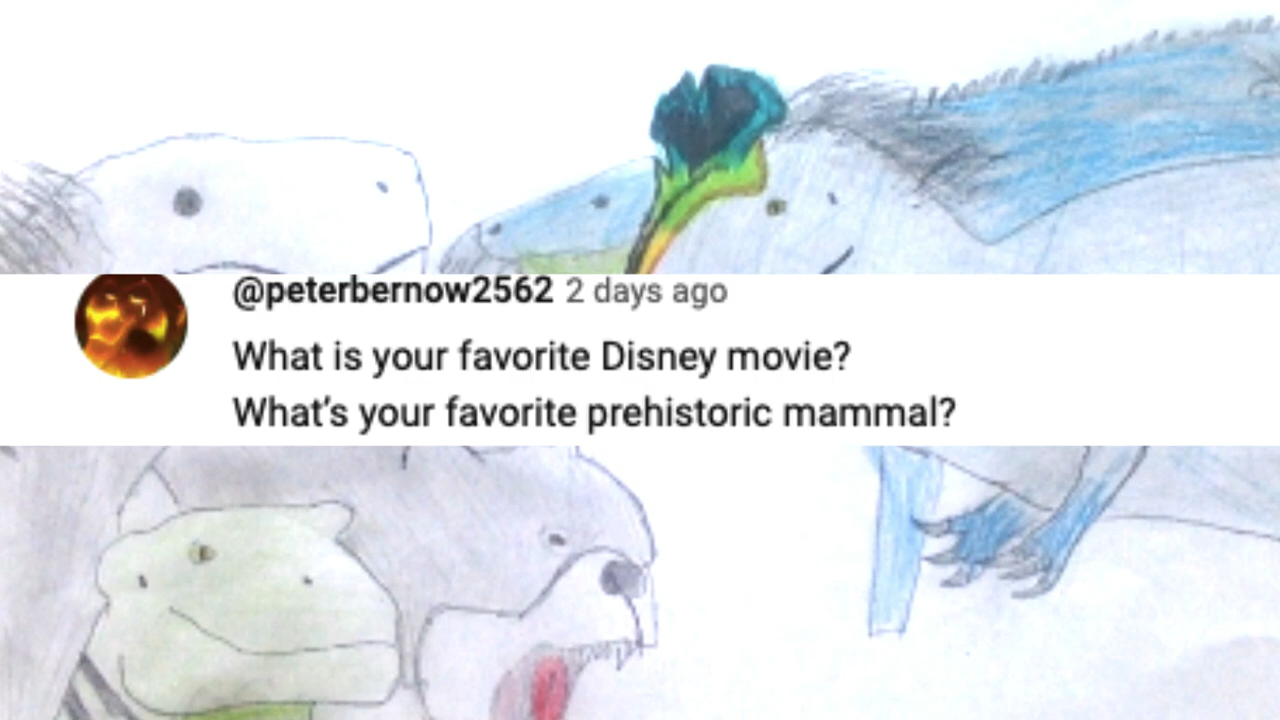 @peterbernow2562 2 days ago
What is your favorite Disney movie?
What's your favorite prehistoric mammal?